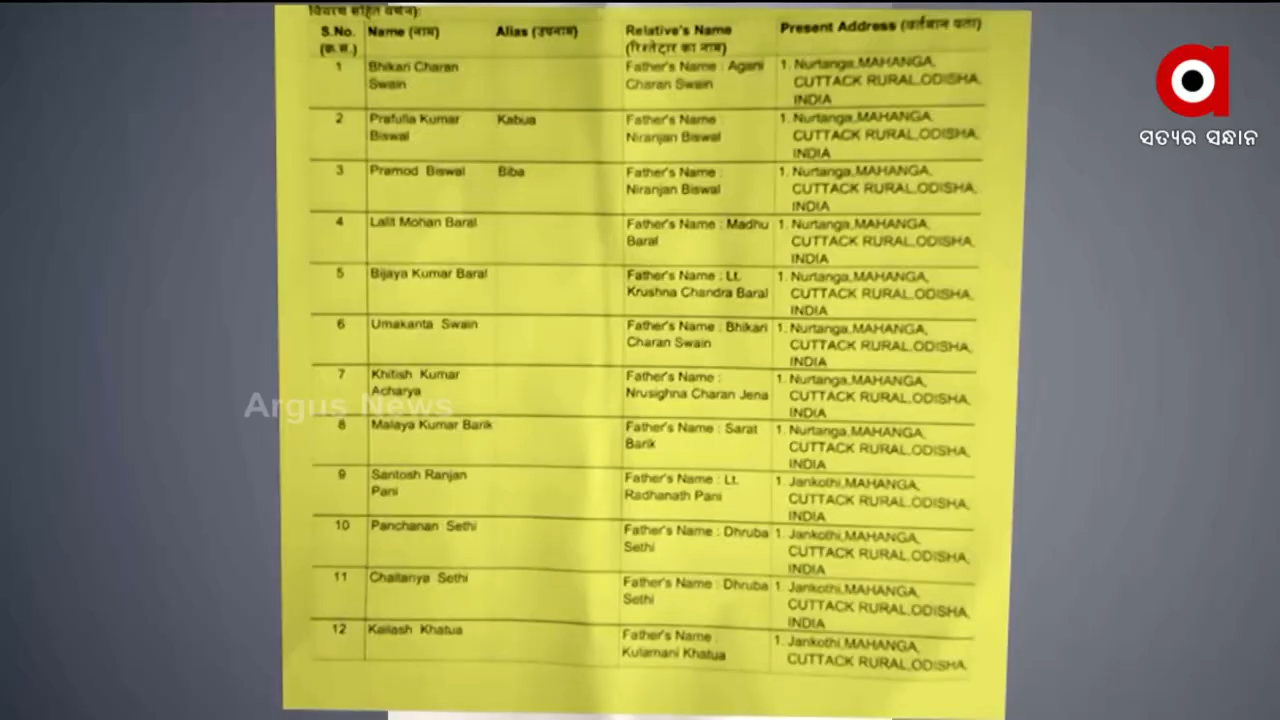 विवरण सहित वर्णन):
S.No. Name (नाम) Alias (उपनाम) Relative's Name Present Address (वर्तमान पता)
(क्र.सं.) (रिश्तेदार का नाम)
1 Bhikari Charan Father's Name : Agani 1. Nurtanga,MAHANGA,
Swain Charan Swain CUTTACK RURAL,ODISHA,
INDIA
2 Prafulla Kumar Kabua Father's Name : 1. Nurtanga,MAHANGA,
Biswal Niranjan Biswal CUTTACK RURAL,ODISHA,
INDIA
3 Pramod Biswal Biba Father's Name : 1. Nurtanga,MAHANGA,
Niranjan Biswal CUTTACK RURAL,ODISHA,
INDIA
4 Lalit Mohan Baral Father's Name : Madhu 1. Nurtanga,MAHANGA,
Baral CUTTACK RURAL,ODISHA,
INDIA
5 Bijaya Kumar Baral Father's Name : Lt. 1. Nurtanga,MAHANGA,
Krushna Chandra Baral CUTTACK RURAL,ODISHA,
INDIA
6 Umakanta Swain Father's Name : Bhikari 1. Nurtanga,MAHANGA,
Charan Swain CUTTACK RURAL,ODISHA,
INDIA
7 Khitish Kumar Father's Name : 1. Nurtanga,MAHANGA,
Acharya Nrusighna Charan Jena CUTTACK RURAL,ODISHA,
INDIA
8 Malaya Kumar Barik Father's Name : Sarat 1. Nurtanga,MAHANGA,
Barik CUTTACK RURAL,ODISHA,
INDIA
9 Santosh Ranjan Father's Name : Lt. 1. Jankothi,MAHANGA,
Pani Radhanath Pani CUTTACK RURAL,ODISHA,
INDIA
10 Panchanan Sethi Father's Name : Dhruba 1. Jankothi,MAHANGA,
Sethi CUTTACK RURAL,ODISHA,
INDIA
11 Chaitanya Sethi Father's Name : Dhruba 1. Jankothi,MAHANGA,
Sethi CUTTACK RURAL,ODISHA,
INDIA
12 Kailash Khatua Father's Name : 1. Jankothi,MAHANGA,
Kulamani Khatua CUTTACK RURAL,ODISHA,
Argus News
a
ସତ୍ୟର ସନ୍ଧାନ